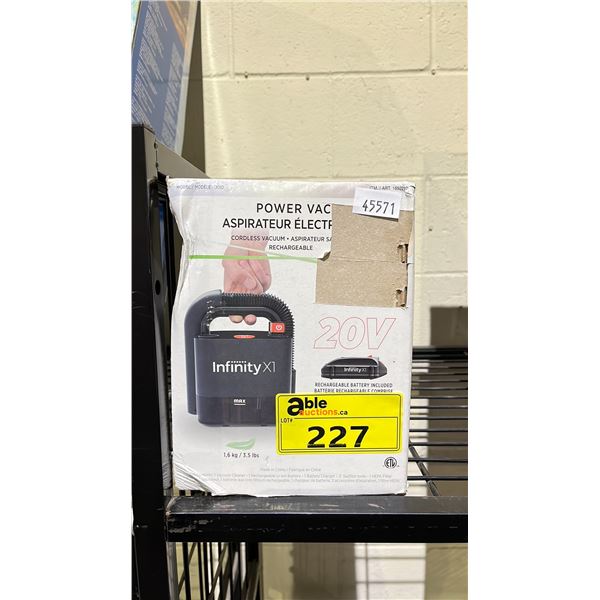 45571
POWER VAC
ASPIRATEUR ÉLECTR
CORDLESS VACUUM • ASPIRATEUR SA
RECHARGEABLE
20V
Infinity X1
Infinity X1
RECHARGEABLE BATTERY INCLUDED
BATTERIE RECHARGEABLE COMPRISE
MAX
able
auctions.ca
LOT#
227
1,6 kg / 3.5 lbs
Made in China / Fabriqué en Chine
ETL